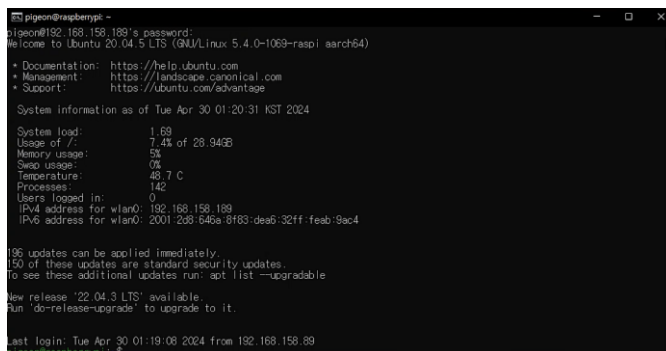 pigeon@raspberrypi: ~
pigeon@192.168.158.189's password:
Welcome to Ubuntu 20.04.5 LTS (GNU/Linux 5.4.0-1069-raspi aarch64)
* Documentation: https://help.ubuntu.com
* Management: https://landscape.canonical.com
* Support: https://ubuntu.com/advantage
System information as of Tue Apr 30 01:20:31 KST 2024
System load: 1.69
Usage of /: 7.4% of 28.94GB
Memory usage: 5%
Swap usage: 0%
Temperature: 48.7 C
Processes: 142
Users logged in: 0
IPv4 address for wlan0: 192.168.158.189
IPv6 address for wlan0: 2001:2d8:646a:8f83:dea6:32ff:feab:9ac4
196 updates can be applied immediately.
150 of these updates are standard security updates.
To see these additional updates run: apt list --upgradable
New release '22.04.3 LTS' available.
Run 'do-release-upgrade' to upgrade to it.
Last login: Tue Apr 30 01:19:08 2024 from 192.168.158.89